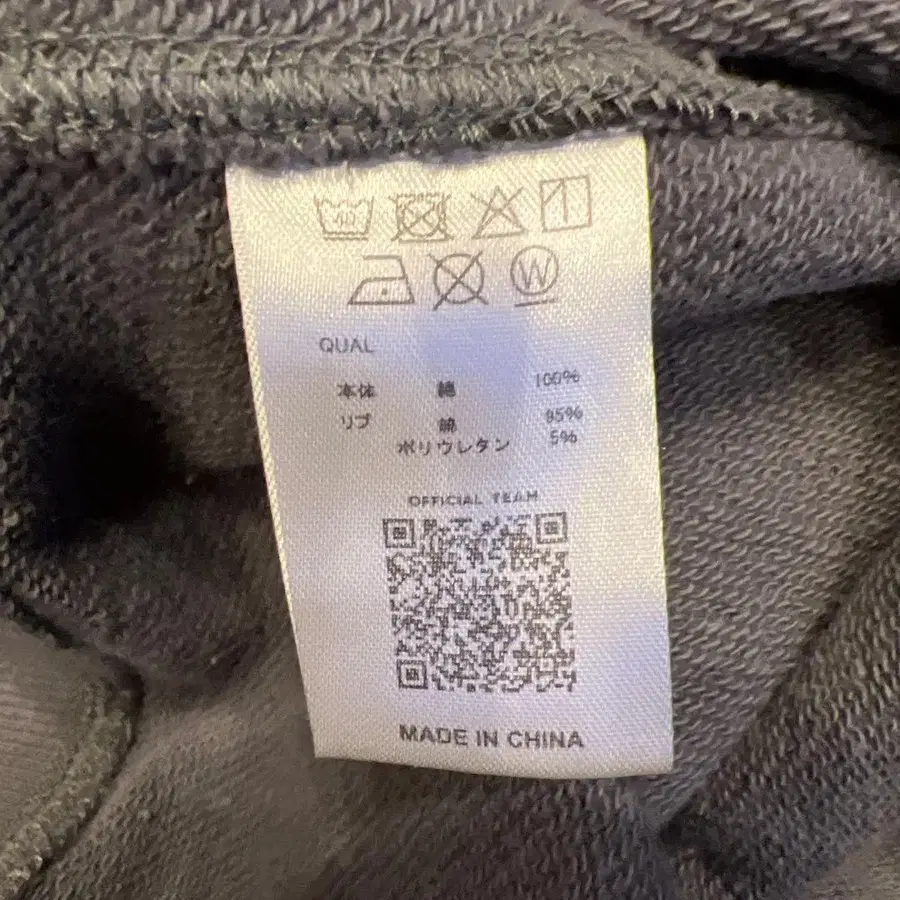 40
W
QUAL
本体 綿 100%
リブ 綿 95%
ポリウレタン 5%
OFFICIAL TEAM
MADE IN CHINA